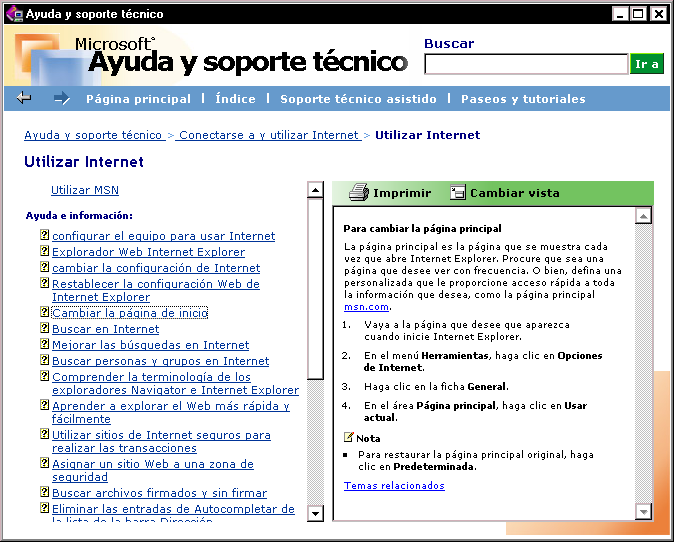 Ayuda y soporte técnico
Microsoft®
Ayuda y soporte técnico
Buscar
Ir a
Página principal | Índice | Soporte técnico asistido | Paseos y tutoriales
Ayuda y soporte técnico > Conectarse a y utilizar Internet > Utilizar Internet
Utilizar Internet
Utilizar MSN
Ayuda e información:
configurar el equipo para usar Internet
Explorador Web Internet Explorer
cambiar la configuración de Internet
Restablecer la configuración Web de
Internet Explorer
Cambiar la página de inicio
Buscar en Internet
Mejorar las búsquedas en Internet
Buscar personas y grupos en Internet
Comprender la terminología de los
exploradores Navigator e Internet Explorer
Aprender a explorar el Web más rápida y
fácilmente
Utilizar sitios de Internet seguros para
realizar las transacciones
Asignar un sitio Web a una zona de
seguridad
Buscar archivos firmados y sin firmar
Eliminar las entradas de Autocompletar de
la lista de la barra Dirección
Imprimir Cambiar vista
Para cambiar la página principal
La página principal es la página que se muestra cada
vez que abre Internet Explorer. Procure que sea una
página que desee ver con frecuencia. O bien, defina una
personalizada que le proporcione acceso rápida a toda
la información que desea, como la página principal
msn.com.
1. Vaya a la página que desee que aparezca
cuando inicie Internet Explorer.
2. En el menú Herramientas, haga clic en Opciones
de Internet.
3. Haga clic en la ficha General.
4. En el área Página principal, haga clic en Usar
actual.
Nota
▪ Para restaurar la página principal original, haga
clic en Predeterminada.
Temas relacionados